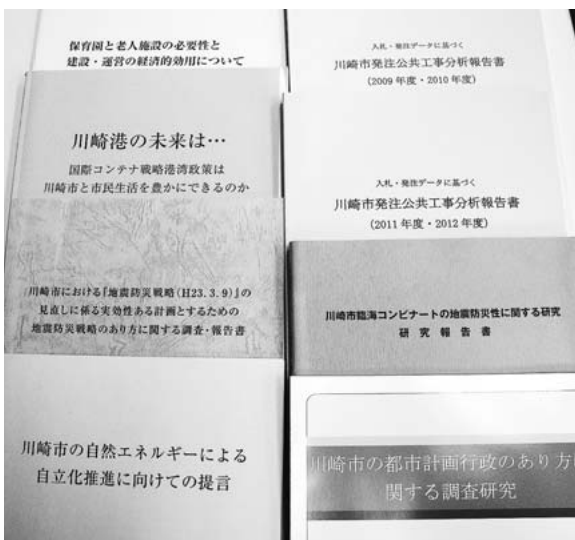 保育園と老人施設の必要性と
建設・運営の経済的効用について
川崎港の未来は…
国際コンテナ戦略港湾政策は
川崎市と市民生活を豊かにできるのか
川崎市における『地震防災戦略(H23.3.9)』の
見直しに係る実効性ある計画とするための
地震防災戦略のあり方に関する調査・報告書
川崎市の自然エネルギーによる
自立化推進に向けての提言
入札・発注データに基づく
川崎市発注公共工事分析報告書
(2009年度・2010年度)
入札・発注データに基づく
川崎市発注公共工事分析報告書
(2011年度・2012年度)
川崎市臨海コンビナートの地震防災性に関する研究
研究報告書
川崎市の都市計画行政のあり方に
関する調査研究